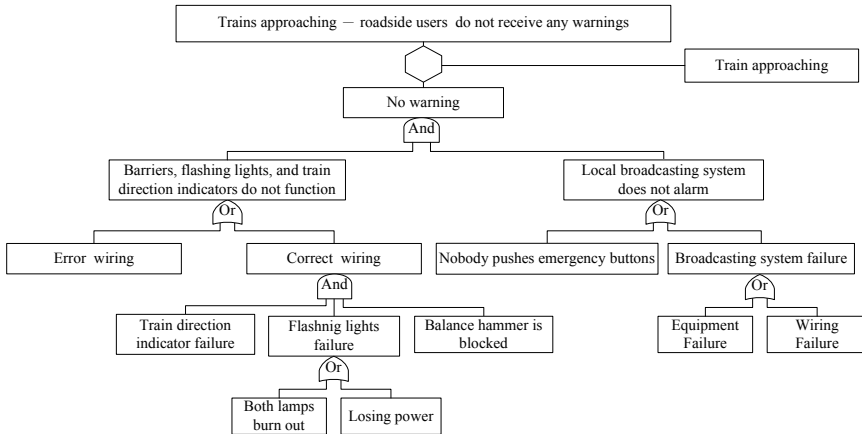 Trains approaching — roadside users do not receive any warnings
Train approaching
No warning
And
Barriers, flashing lights, and train
direction indicators do not function
Local broadcasting system
does not alarm
Or
Or
Error wiring
Correct wiring
Nobody pushes emergency buttons
Broadcasting system failure
And
Or
Train direction
indicator failure
Flashnig lights
failure
Balance hammer is
blocked
Equipment
Failure
Wiring
Failure
Or
Both lamps
burn out
Losing power